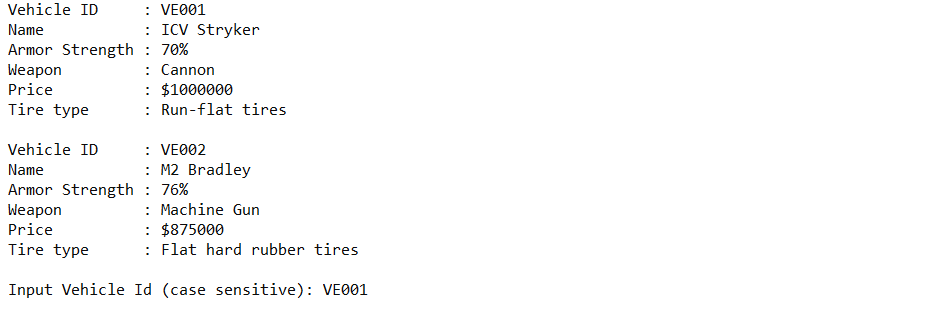 Vehicle ID     : VE001
Name           : ICV Stryker
Armor Strength : 70%
Weapon         : Cannon
Price          : $1000000
Tire type      : Run-flat tires

Vehicle ID     : VE002
Name           : M2 Bradley
Armor Strength : 76%
Weapon         : Machine Gun
Price          : $875000
Tire type      : Flat hard rubber tires

Input Vehicle Id (case sensitive): VE001